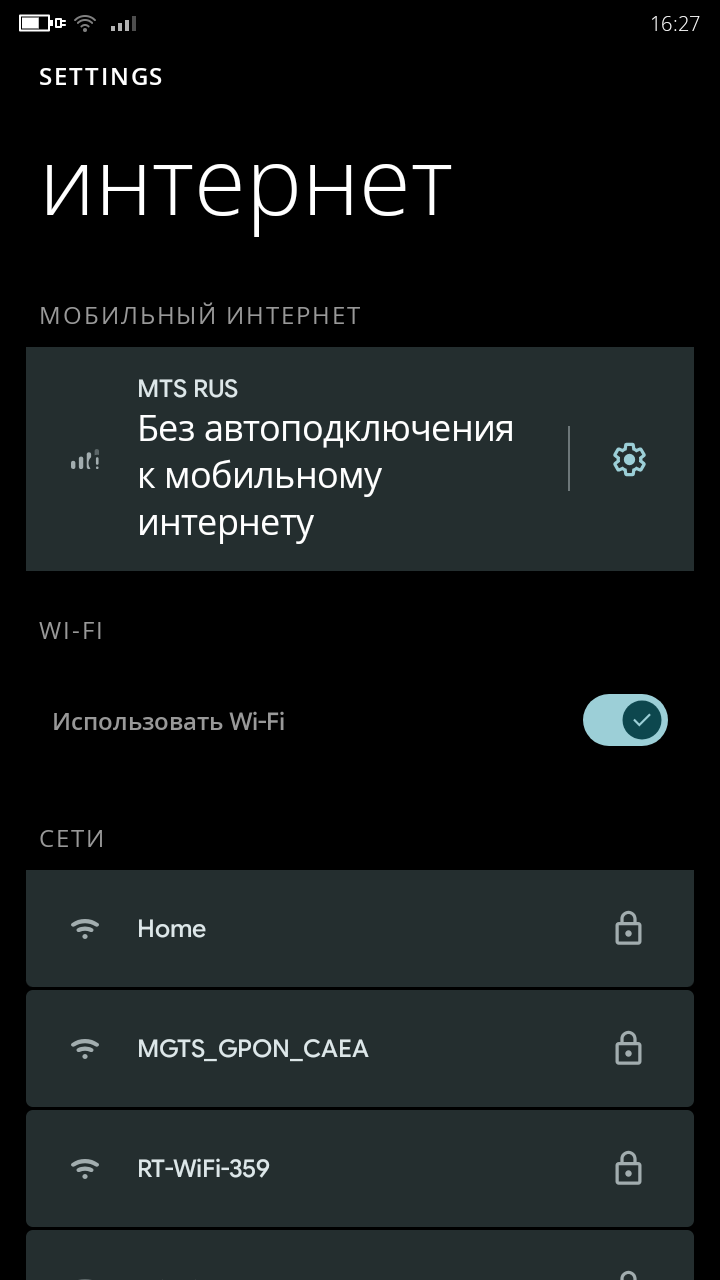 16:27
SETTINGS
интернет
МОБИЛЬНЫЙ ИНТЕРНЕТ
MTS RUS
Без автоподключения
к мобильному
интернету
WI-FI
Использовать Wi-Fi
СЕТИ
Home
MGTS_GPON_CAEA
RT-WiFi-359